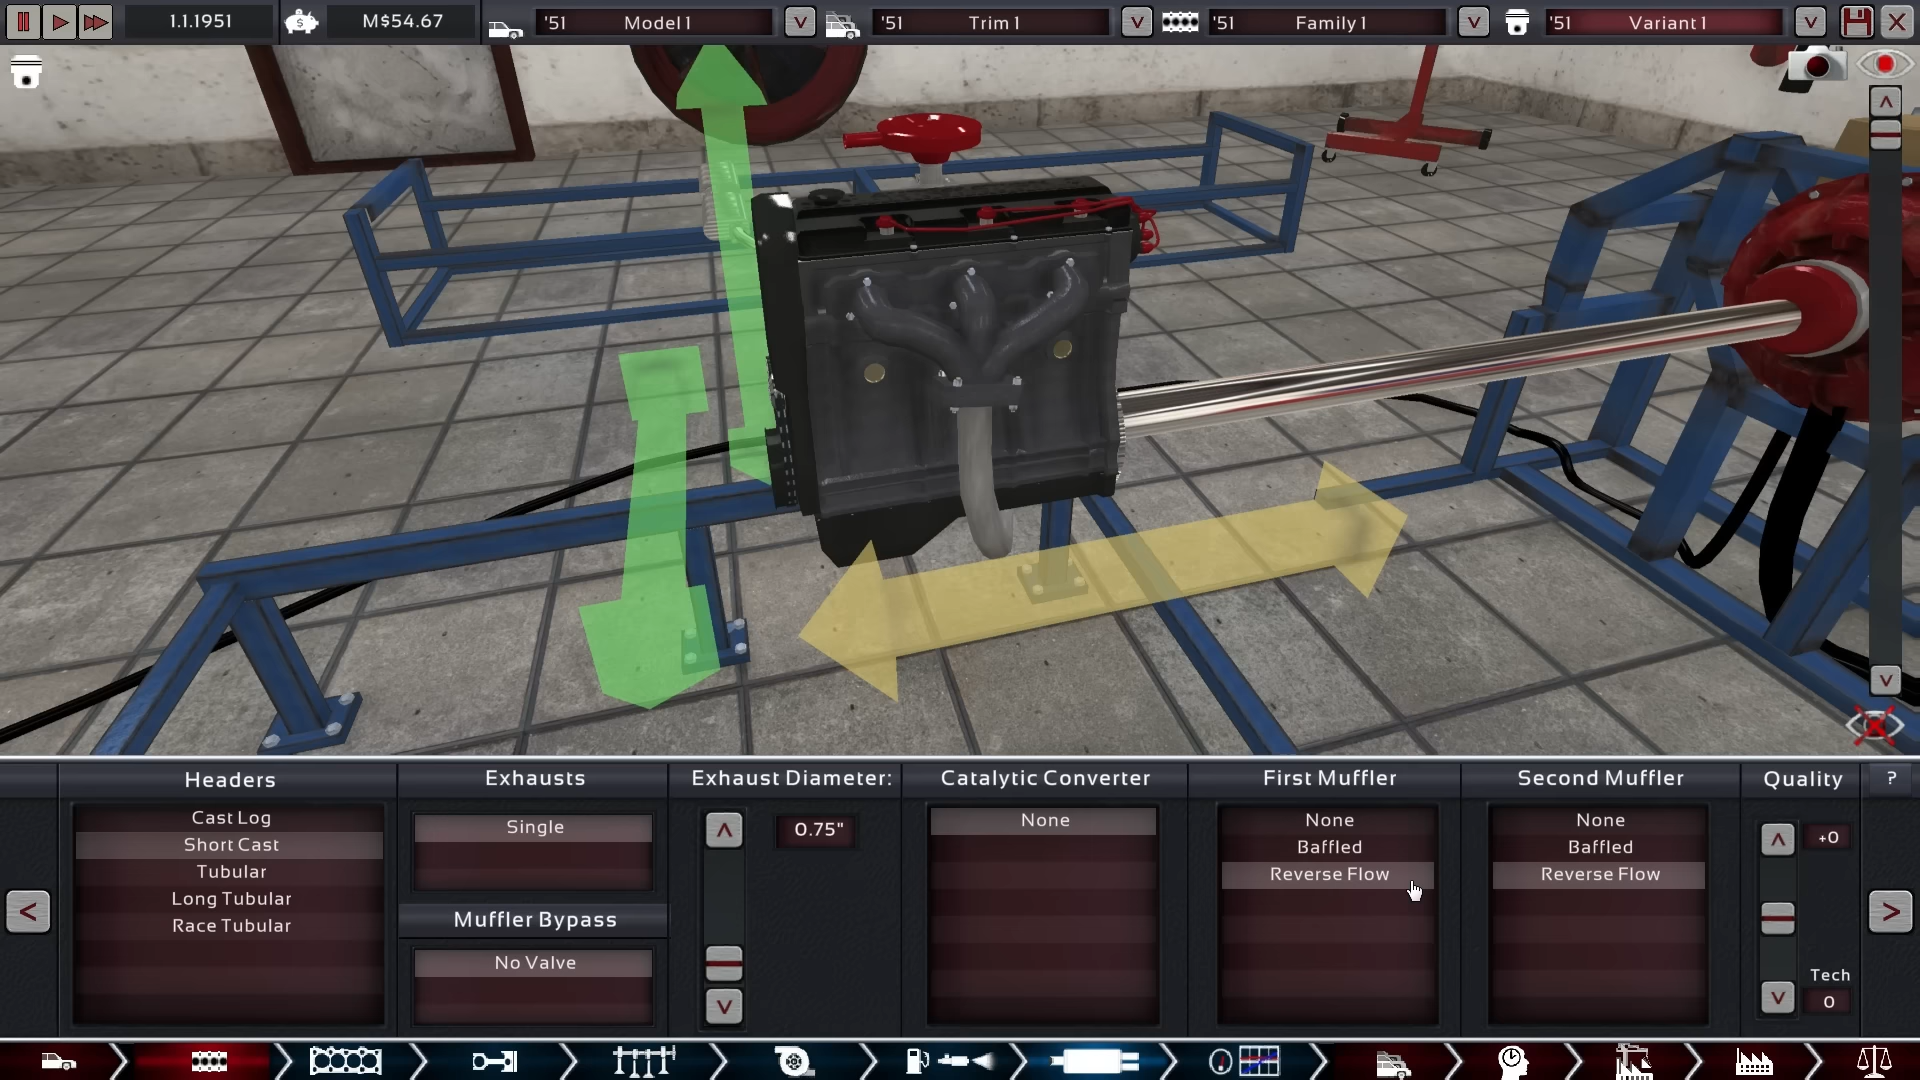 1.1.1951
M$54.67
'51 Model 1
'51 Trim 1
'51 Family 1
'51 Variant 1
Headers
Cast Log
Short Cast
Tubular
Long Tubular
Race Tubular
Exhausts
Single
Muffler Bypass
No Valve
Exhaust Diameter:
0.75"
Catalytic Converter
None
First Muffler
None
Baffled
Reverse Flow
Second Muffler
None
Baffled
Reverse Flow
Quality
?
+0
Tech
0